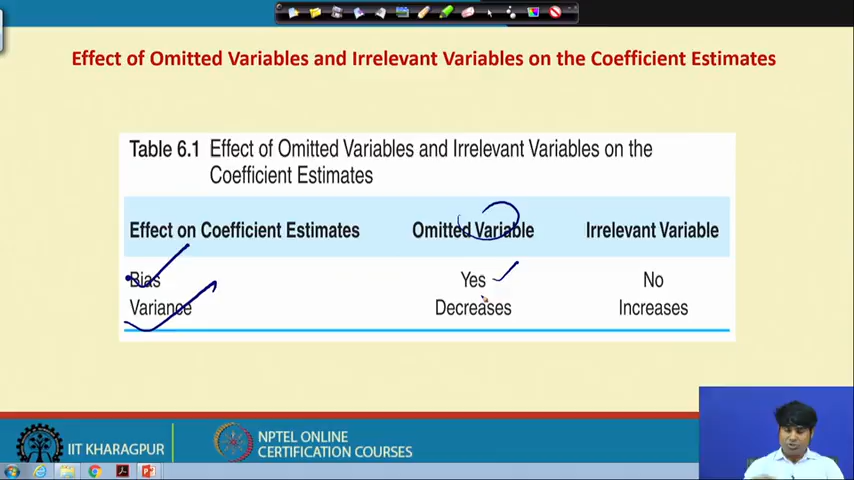 Effect of Omitted Variables and Irrelevant Variables on the Coefficient Estimates
Table 6.1 Effect of Omitted Variables and Irrelevant Variables on the
Coefficient Estimates
Effect on Coefficient Estimates Omitted Variable Irrelevant Variable
Bias Yes No
Variance Decreases Increases
IIT KHARAGPUR
NPTEL ONLINE
CERTIFICATION COURSES